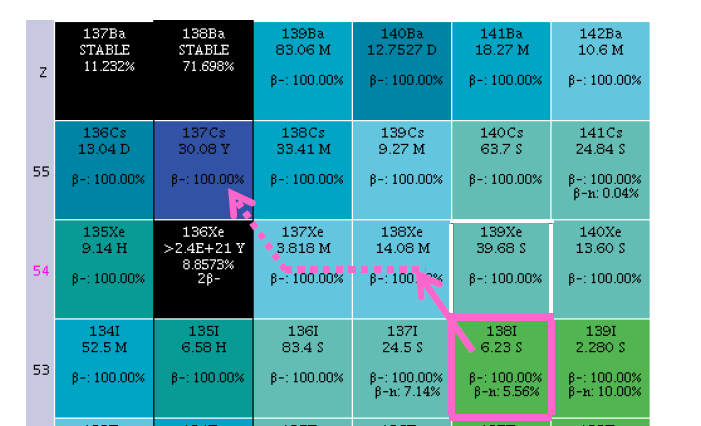 Z
137Ba
STABLE
11.232%
138Ba
STABLE
71.698%
139Ba
83.06 M
β-: 100.00%
140Ba
12.7527 D
β-: 100.00%
141Ba
18.27 M
β-: 100.00%
142Ba
10.6 M
β-: 100.00%
55
136Cs
13.04 D
β-: 100.00%
137Cs
30.08 Y
β-: 100.00%
138Cs
33.41 M
β-: 100.00%
139Cs
9.27 M
β-: 100.00%
140Cs
63.7 S
β-: 100.00%
141Cs
24.84 S
β-: 100.00%
β-n: 0.04%
54
135Xe
9.14 H
β-: 100.00%
136Xe
>2.4E+21 Y
8.8573%
2β-
137Xe
3.818 M
β-: 100.00%
138Xe
14.08 M
β-: 100.00%
139Xe
39.68 S
β-: 100.00%
140Xe
13.60 S
β-: 100.00%
53
134I
52.5 M
β-: 100.00%
135I
6.58 H
β-: 100.00%
136I
83.4 S
β-: 100.00%
137I
24.5 S
β-: 100.00%
β-n: 7.14%
138I
6.23 S
β-: 100.00%
β-n: 5.56%
139I
2.280 S
β-: 100.00%
β-n: 10.00%